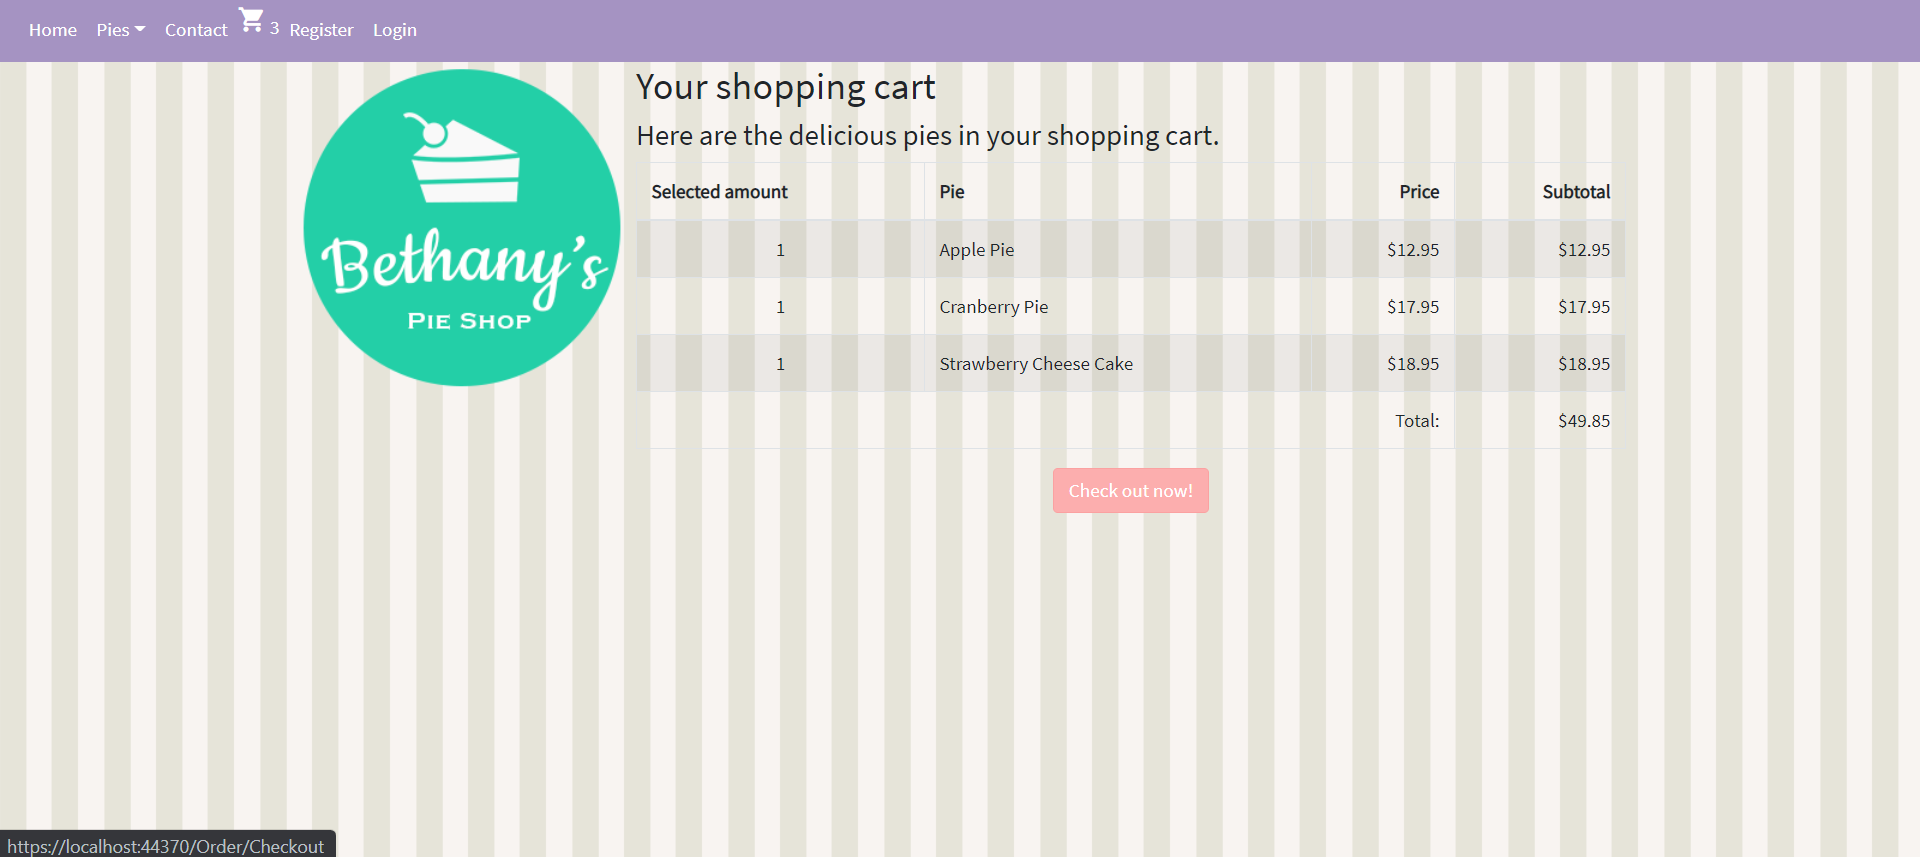 Home Pies Contact 3 Register Login
Bethany's
PIE SHOP
Your shopping cart
Here are the delicious pies in your shopping cart.
Selected amount Pie Price Subtotal
1 Apple Pie $12.95 $12.95
1 Cranberry Pie $17.95 $17.95
1 Strawberry Cheese Cake $18.95 $18.95
Total: $49.85
Check out now!
https://localhost:44370/Order/Checkout